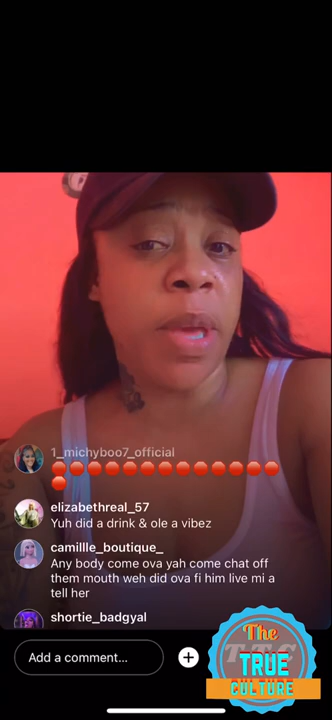 1_michyboo7_official
🔴🔴🔴🔴🔴🔴🔴🔴🔴🔴🔴🔴🔴
🔴
elizabethreal_57
Yuh did a drink & ole a vibez
camillle_boutique_
Any body come ova yah come chat off
them mouth weh did ova fi him live mi a
tell her
shortie_badgyal
Add a comment...
The
T.T.C
TRUE
CULTURE